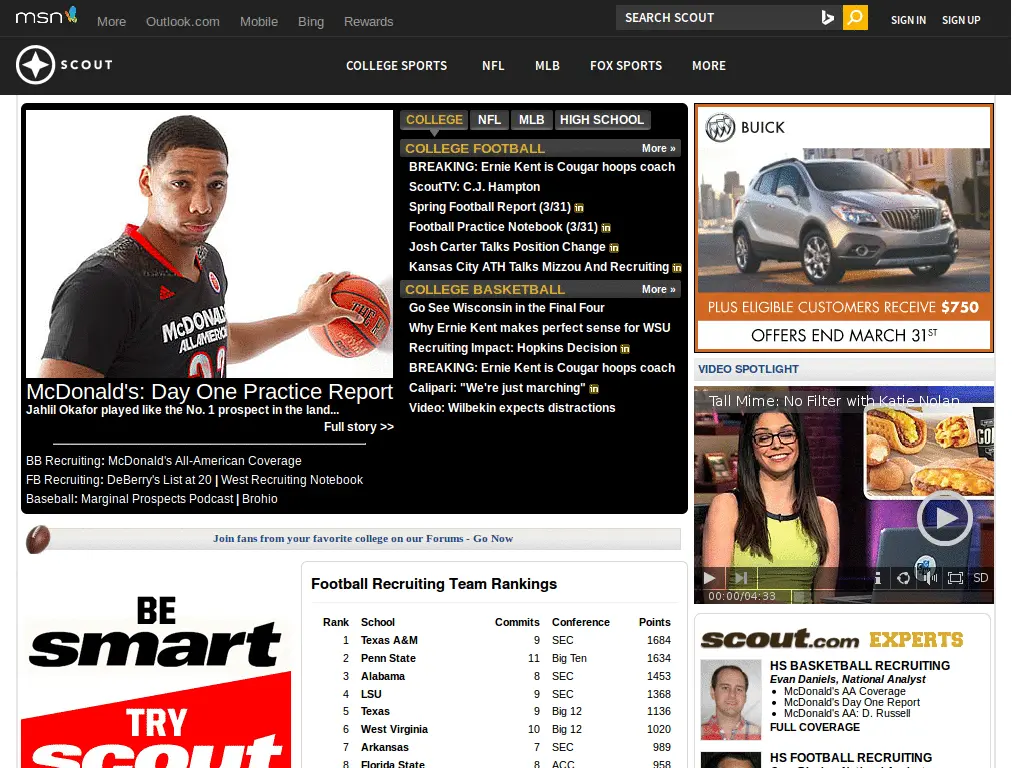 msn
More Outlook.com Mobile Bing Rewards
SEARCH SCOUT
SIGN IN SIGN UP
SCOUT
COLLEGE SPORTS NFL MLB FOX SPORTS MORE
McDONALD'S
ALL AMERICAN
McDonald's: Day One Practice Report
Jahlil Okafor played like the No. 1 prospect in the land...
Full story >>
BB Recruiting: McDonald's All-American Coverage
FB Recruiting: DeBerry's List at 20 | West Recruiting Notebook
Baseball: Marginal Prospects Podcast | Brohio
COLLEGE NFL MLB HIGH SCHOOL
COLLEGE FOOTBALL More »
BREAKING: Ernie Kent is Cougar hoops coach
ScoutTV: C.J. Hampton
Spring Football Report (3/31) in
Football Practice Notebook (3/31) in
Josh Carter Talks Position Change in
Kansas City ATH Talks Mizzou And Recruiting in
COLLEGE BASKETBALL More »
Go See Wisconsin in the Final Four
Why Ernie Kent makes perfect sense for WSU
Recruiting Impact: Hopkins Decision in
BREAKING: Ernie Kent is Cougar hoops coach
Calipari: "We're just marching" in
Video: Wilbekin expects distractions
BUICK
PLUS ELIGIBLE CUSTOMERS RECEIVE $750
OFFERS END MARCH 31ST
VIDEO SPOTLIGHT
Tall Mime: No Filter with Katie Nolan
SD
00:00/04:33
Join fans from your favorite college on our Forums - Go Now
BE
smart
TRY
scout
Football Recruiting Team Rankings
Rank School Commits Conference Points
1 Texas A&M 9 SEC 1684
2 Penn State 11 Big Ten 1634
3 Alabama 8 SEC 1453
4 LSU 9 SEC 1368
5 Texas 9 Big 12 1136
6 West Virginia 10 Big 12 1020
7 Arkansas 7 SEC 989
8 Florida State 8 ACC 958
scout.com EXPERTS
HS BASKETBALL RECRUITING
Evan Daniels, National Analyst
• McDonald's AA Coverage
• McDonald's Day One Report
• McDonald's AA: D. Russell
FULL COVERAGE
HS FOOTBALL RECRUITING